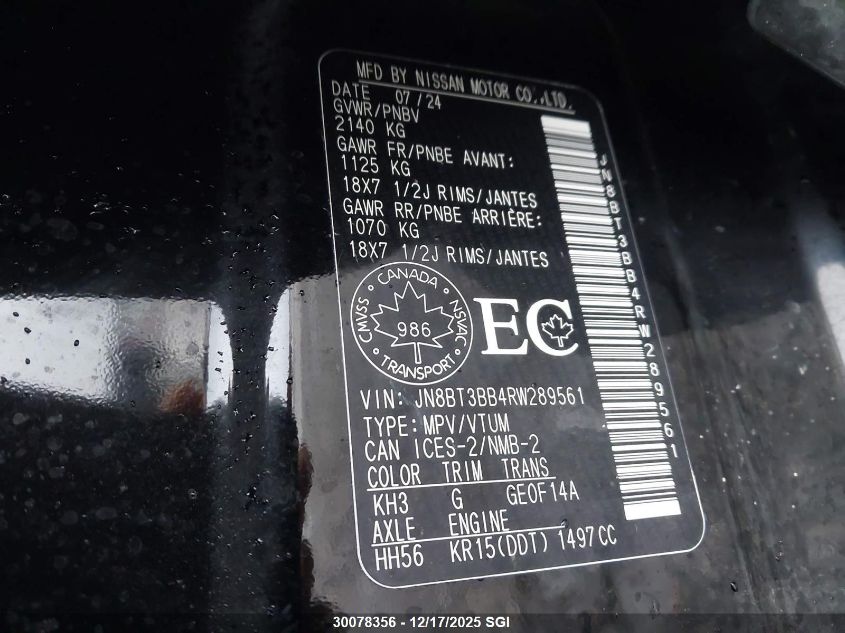 MFD BY NISSAN MOTOR CO.,LTD.
DATE 07/24
GVWR/PNBV
2140 KG
GAWR FR/PNBE AVANT:
1125 KG
18X7 1/2J RIMS/JANTES
GAWR RR/PNBE ARRIÈRE:
1070 KG
18X7 1/2J RIMS/JANTES
CANADA
CMVSS NSVAC
986
TRANSPORT
EC
VIN: JN8BT3BB4RW289561
TYPE: MPV/VTUM
CAN ICES-2/NMB-2
COLOR TRIM TRANS
KH3 G GE0F14A
AXLE ENGINE
HH56 KR15(DDT) 1497CC
JN8BT3BB4RW289561
30078356 - 12/17/2025 SGI